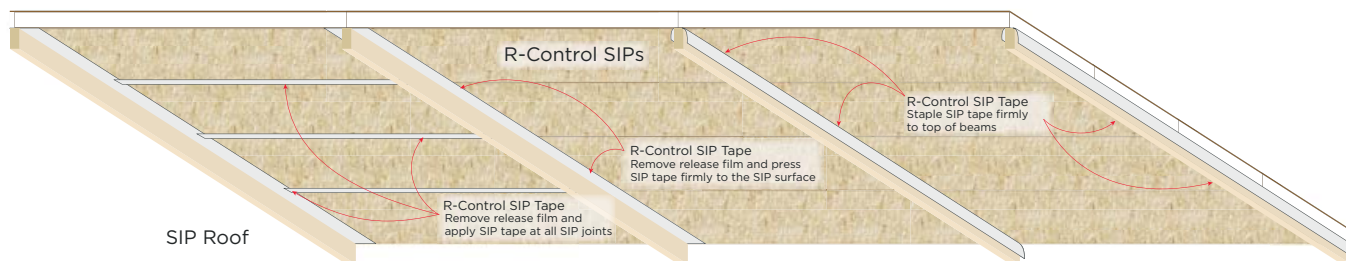 R-Control SIPs
R-Control SIP Tape
Staple SIP tape firmly
to top of beams
R-Control SIP Tape
Remove release film and press
SIP tape firmly to the SIP surface
R-Control SIP Tape
Remove release film and
apply SIP tape at all SIP joints
SIP Roof